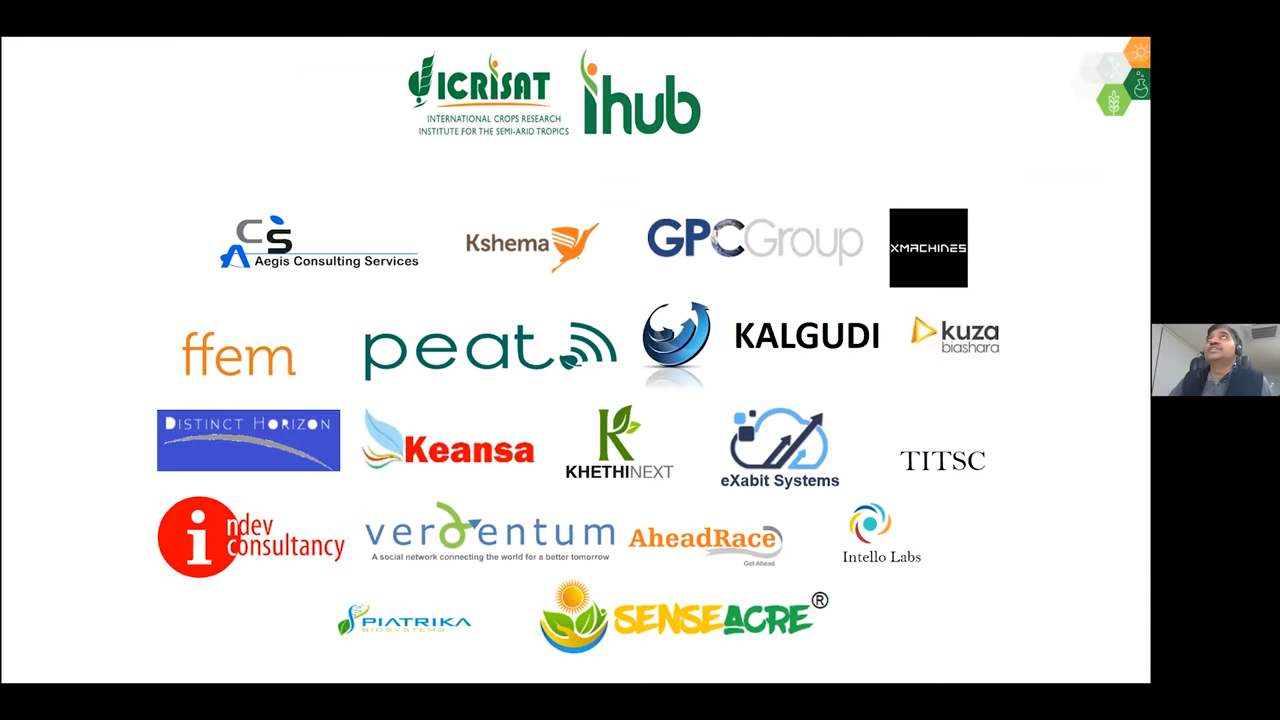 ICRISAT
INTERNATIONAL CROPS RESEARCH
INSTITUTE FOR THE SEMI-ARID TROPICS
ihub
CS
A Aegis Consulting Services
Kshema
GPCGroup
XMACHINES
ffem
peat
KALGUDI
kuza
biashara
DISTINCT HORIZON
Keansa
K
KHETHINEXT
eXabit Systems
TITSC
indev
consultancy
verdentum
A social network connecting the world for a better tomorrow
AheadRace
Get Ahead
Intello Labs
PIATRIKA
BIOSYSTEMS
SENSEACRE®